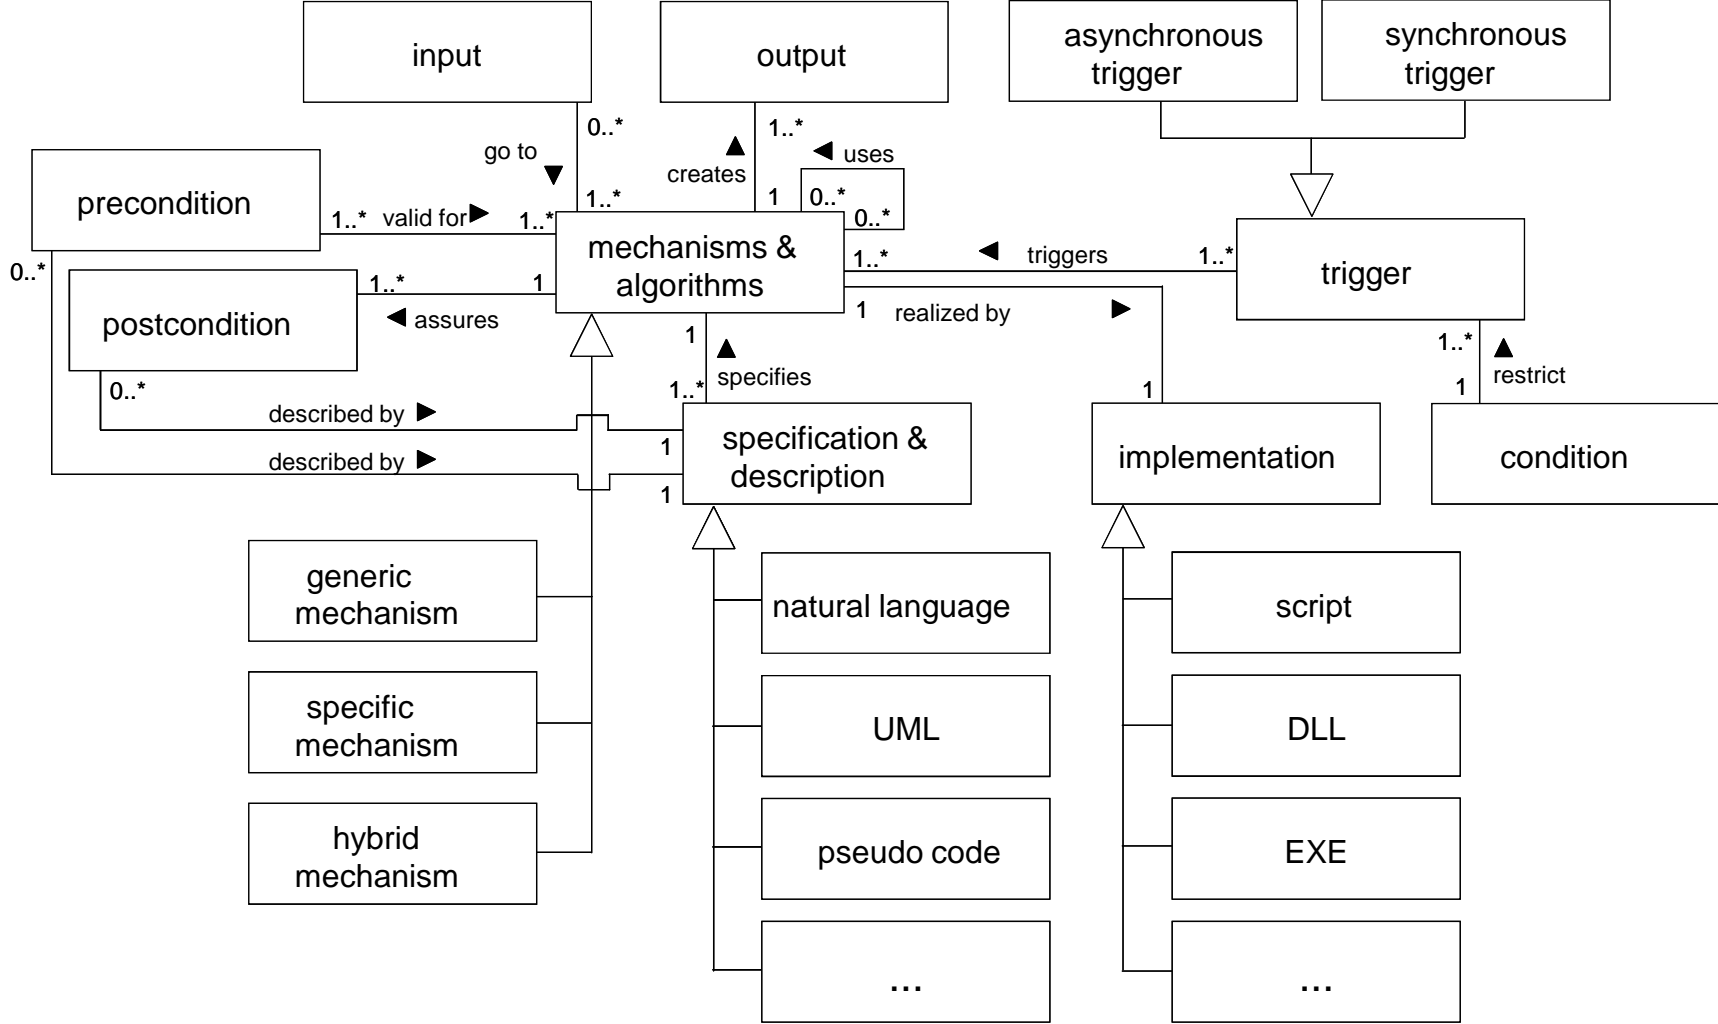 input
output
asynchronous
trigger
synchronous
trigger
0..*
go to
1..*
1..*
creates
1
uses
0..*
0..*
precondition
1..*
valid for
1..*
mechanisms &
algorithms
1..*
triggers
1..*
trigger
0..*
postcondition
1..*
1
assures
1
realized by
1
1
specifies
1..*
1..*
restrict
1
0..*
described by
1
described by
1
specification &
description
implementation
condition
generic
mechanism
specific
mechanism
hybrid
mechanism
natural language
UML
pseudo code
...
script
DLL
EXE
...